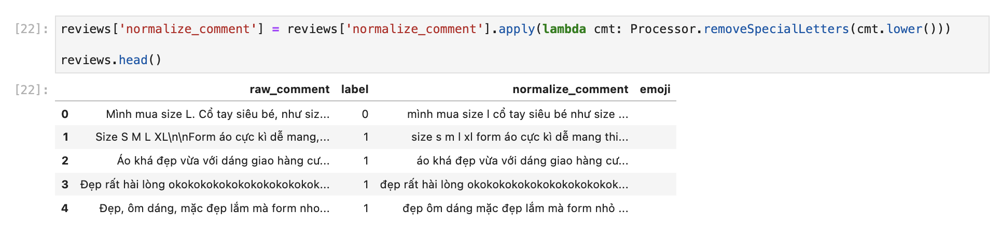 [22]: reviews['normalize_comment'] = reviews['normalize_comment'].apply(lambda cmt: Processor.removeSpecialLetters(cmt.lower()))
reviews.head()
[22]: raw_comment label normalize_comment emoji
0 Mình mua size L. Cổ tay siêu bé, như siz... 0 mình mua size l cổ tay siêu bé như size ...
1 Size S M L XL\n\nForm áo cực kì dễ mang,... 1 size s m l xl form áo cực kì dễ mang thi...
2 Áo khá đẹp vừa với dáng giao hàng cư... 1 áo khá đẹp vừa với dáng giao hàng cư...
3 Đẹp rất hài lòng okokokokokokokokokokokok... 1 đẹp rất hài lòng okokokokokokokokokokokok...
4 Đẹp, ôm dáng, mặc đẹp lắm mà form nho... 1 đẹp ôm dáng mặc đẹp lắm mà form nhỏ ...